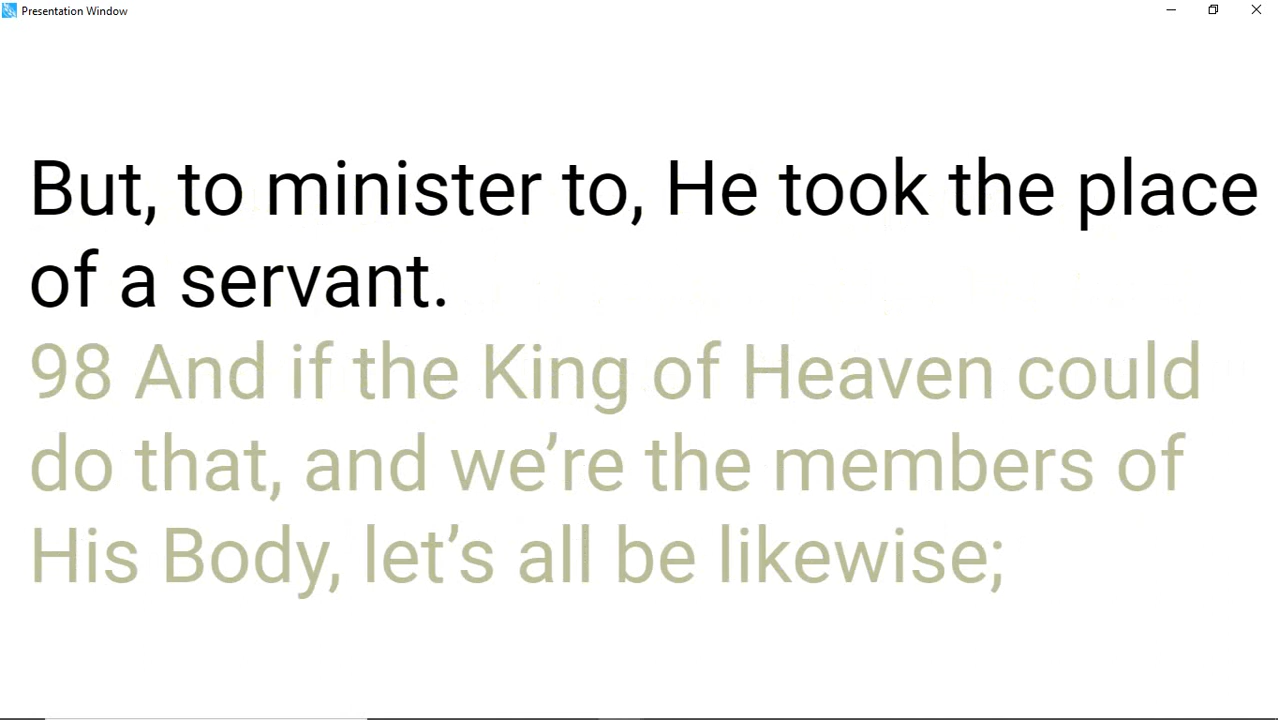 Presentation Window
But, to minister to, He took the place
of a servant.
98 And if the King of Heaven could
do that, and we’re the members of
His Body, let’s all be likewise;